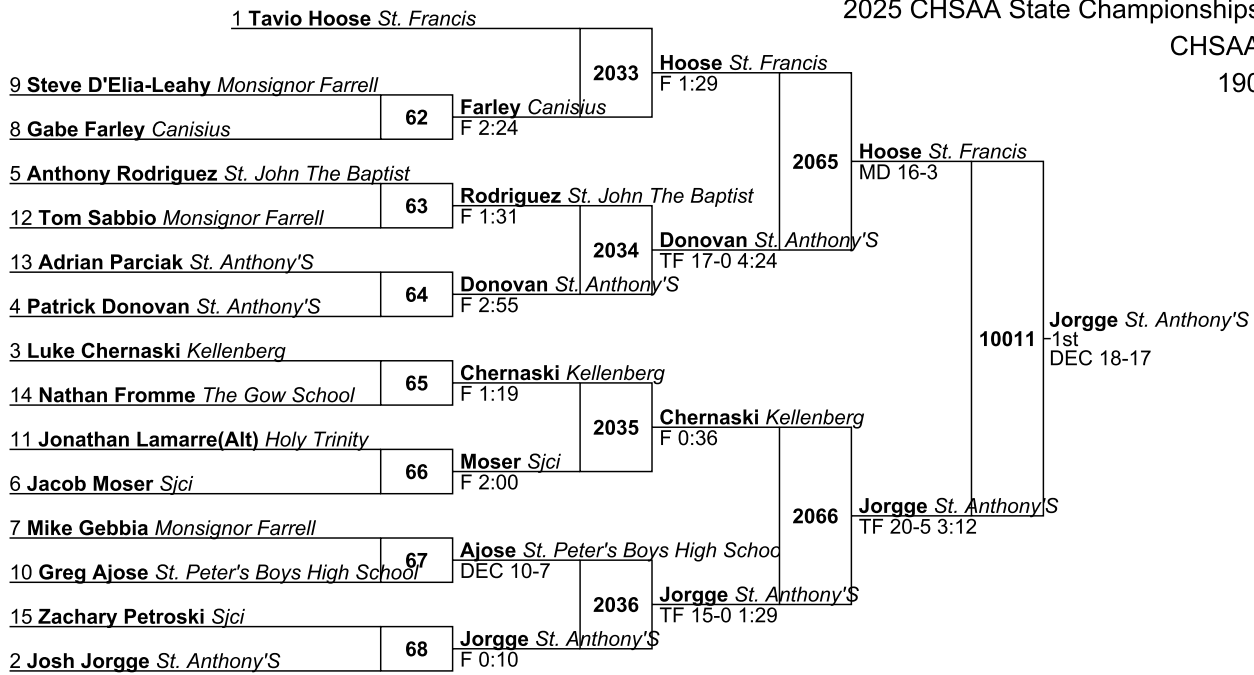 2025 CHSAA State Championships
CHSAA
190
1 Tavio Hoose St. Francis
9 Steve D'Elia-Leahy Monsignor Farrell
8 Gabe Farley Canisius
5 Anthony Rodriguez St. John The Baptist
12 Tom Sabbio Monsignor Farrell
13 Adrian Parciak St. Anthony'S
4 Patrick Donovan St. Anthony'S
3 Luke Chernaski Kellenberg
14 Nathan Fromme The Gow School
11 Jonathan Lamarre(Alt) Holy Trinity
6 Jacob Moser Sjci
7 Mike Gebbia Monsignor Farrell
10 Greg Ajose St. Peter's Boys High School
15 Zachary Petroski Sjci
2 Josh Jorgge St. Anthony'S
62
63
64
65
66
67
68
Farley Canisius
F 2:24
Rodriguez St. John The Baptist
F 1:31
Donovan St. Anthony'S
F 2:55
Chernaski Kellenberg
F 1:19
Moser Sjci
F 2:00
Ajose St. Peter's Boys High Schoo
DEC 10-7
Jorgge St. Anthony'S
F 0:10
2033
2034
2035
2036
Hoose St. Francis
F 1:29
Donovan St. Anthony'S
TF 17-0 4:24
Chernaski Kellenberg
F 0:36
Jorgge St. Anthony'S
TF 15-0 1:29
2065
2066
Hoose St. Francis
MD 16-3
Jorgge St. Anthony'S
TF 20-5 3:12
10011
Jorgge St. Anthony'S
1st
DEC 18-17